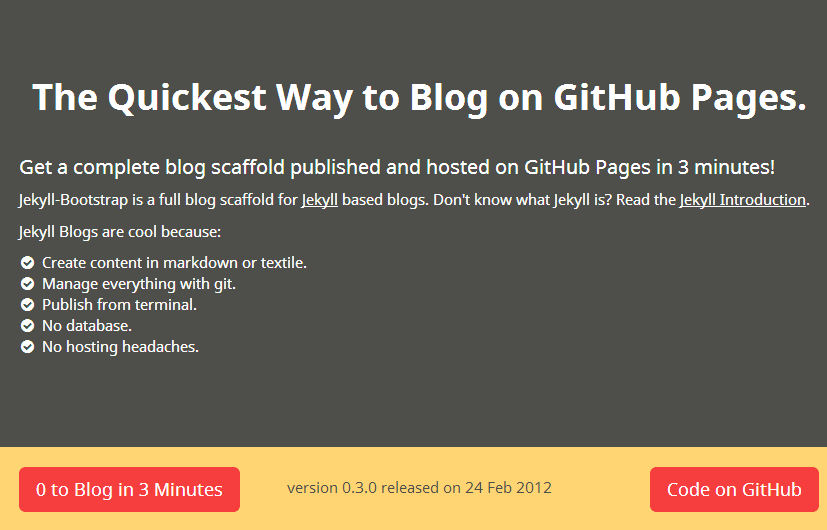 The Quickest Way to Blog on GitHub Pages.
Get a complete blog scaffold published and hosted on GitHub Pages in 3 minutes!
Jekyll-Bootstrap is a full blog scaffold for Jekyll based blogs. Don't know what Jekyll is? Read the Jekyll Introduction.
Jekyll Blogs are cool because:
Create content in markdown or textile.
Manage everything with git.
Publish from terminal.
No database.
No hosting headaches.
0 to Blog in 3 Minutes
version 0.3.0 released on 24 Feb 2012
Code on GitHub